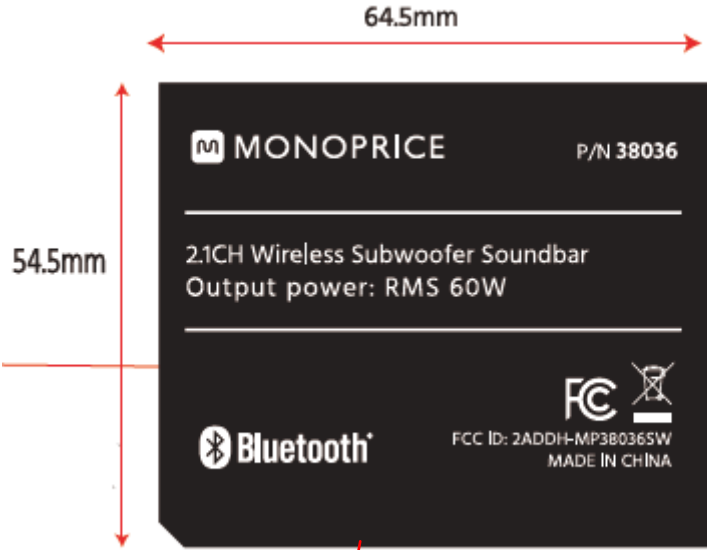 64.5mm
54.5mm
MONOPRICE
P/N 38036
2.1CH Wireless Subwoofer Soundbar
Output power: RMS 60W
FC
Bluetooth
FCC ID: 2ADDH-MP38036SW
MADE IN CHINA